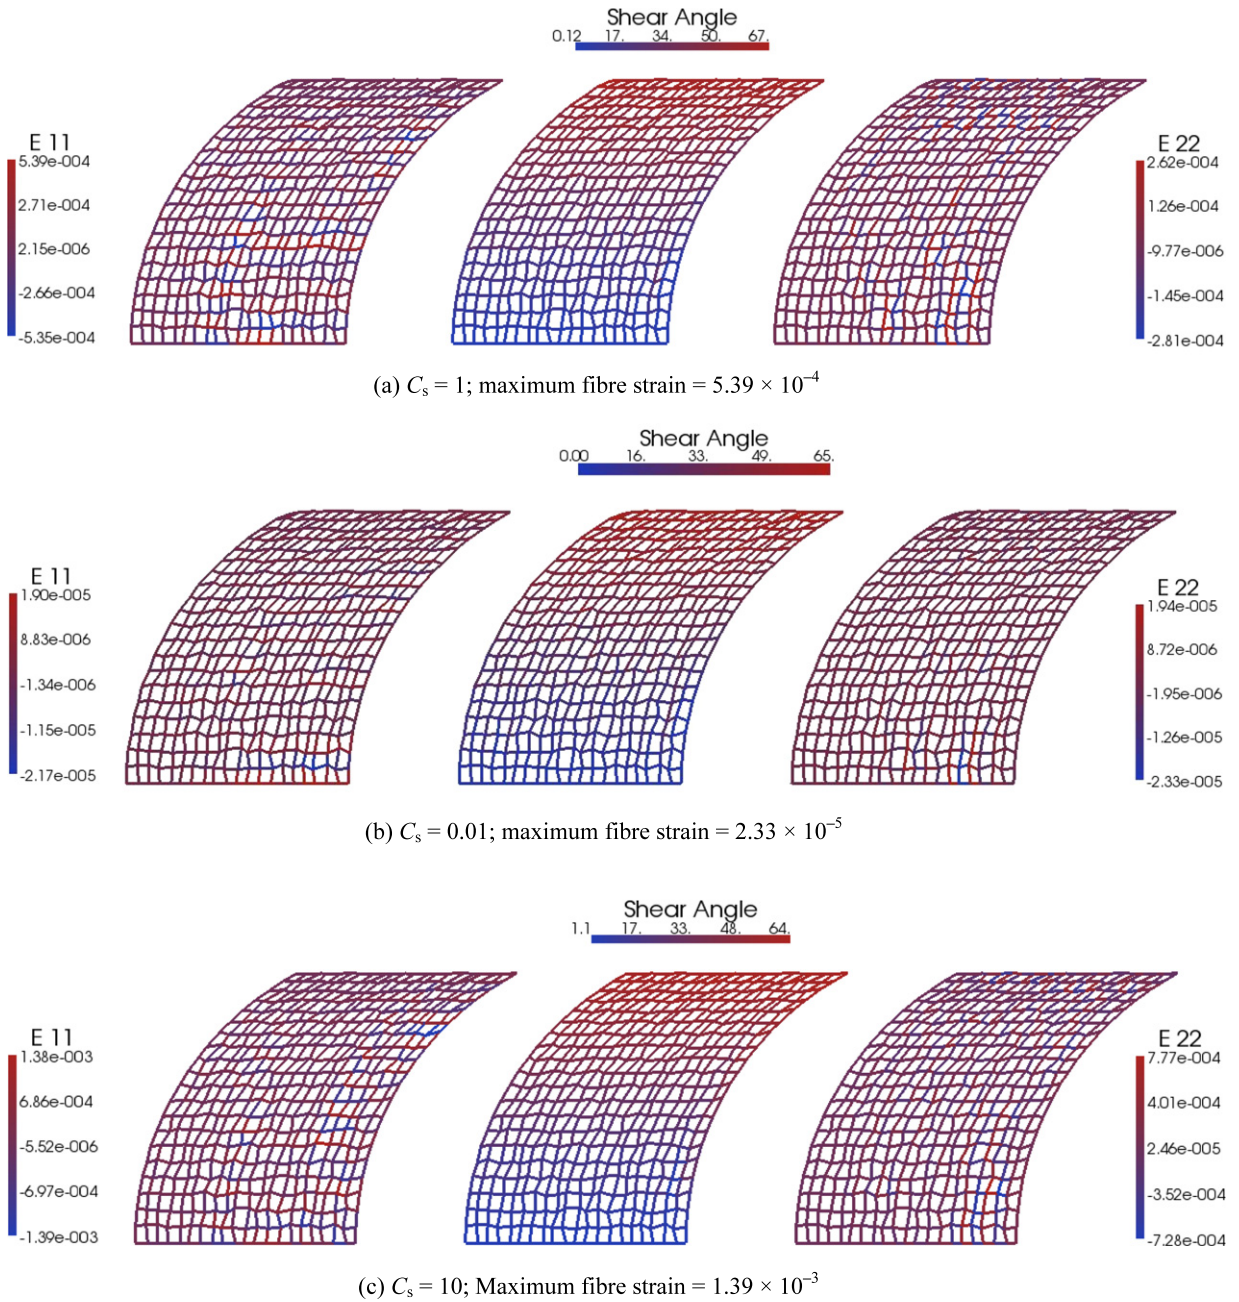 Shear Angle
0.12 17. 34. 50. 67.
E 11
5.39e-004
2.71e-004
2.15e-006
-2.66e-004
-5.35e-004
E 22
2.62e-004
1.26e-004
-9.77e-006
-1.45e-004
-2.81e-004
(a) Cs = 1; maximum fibre strain = 5.39 × 10−4
Shear Angle
0.00 16. 33. 49. 65.
E 11
1.90e-005
8.83e-006
-1.34e-006
-1.15e-005
-2.17e-005
E 22
1.94e-005
8.72e-006
-1.95e-006
-1.26e-005
-2.33e-005
(b) Cs = 0.01; maximum fibre strain = 2.33 × 10−5
Shear Angle
1.1 17. 33. 48. 64.
E 11
1.38e-003
6.86e-004
-5.52e-006
-6.97e-004
-1.39e-003
E 22
7.77e-004
4.01e-004
2.46e-005
-3.52e-004
-7.28e-004
(c) Cs = 10; Maximum fibre strain = 1.39 × 10−3